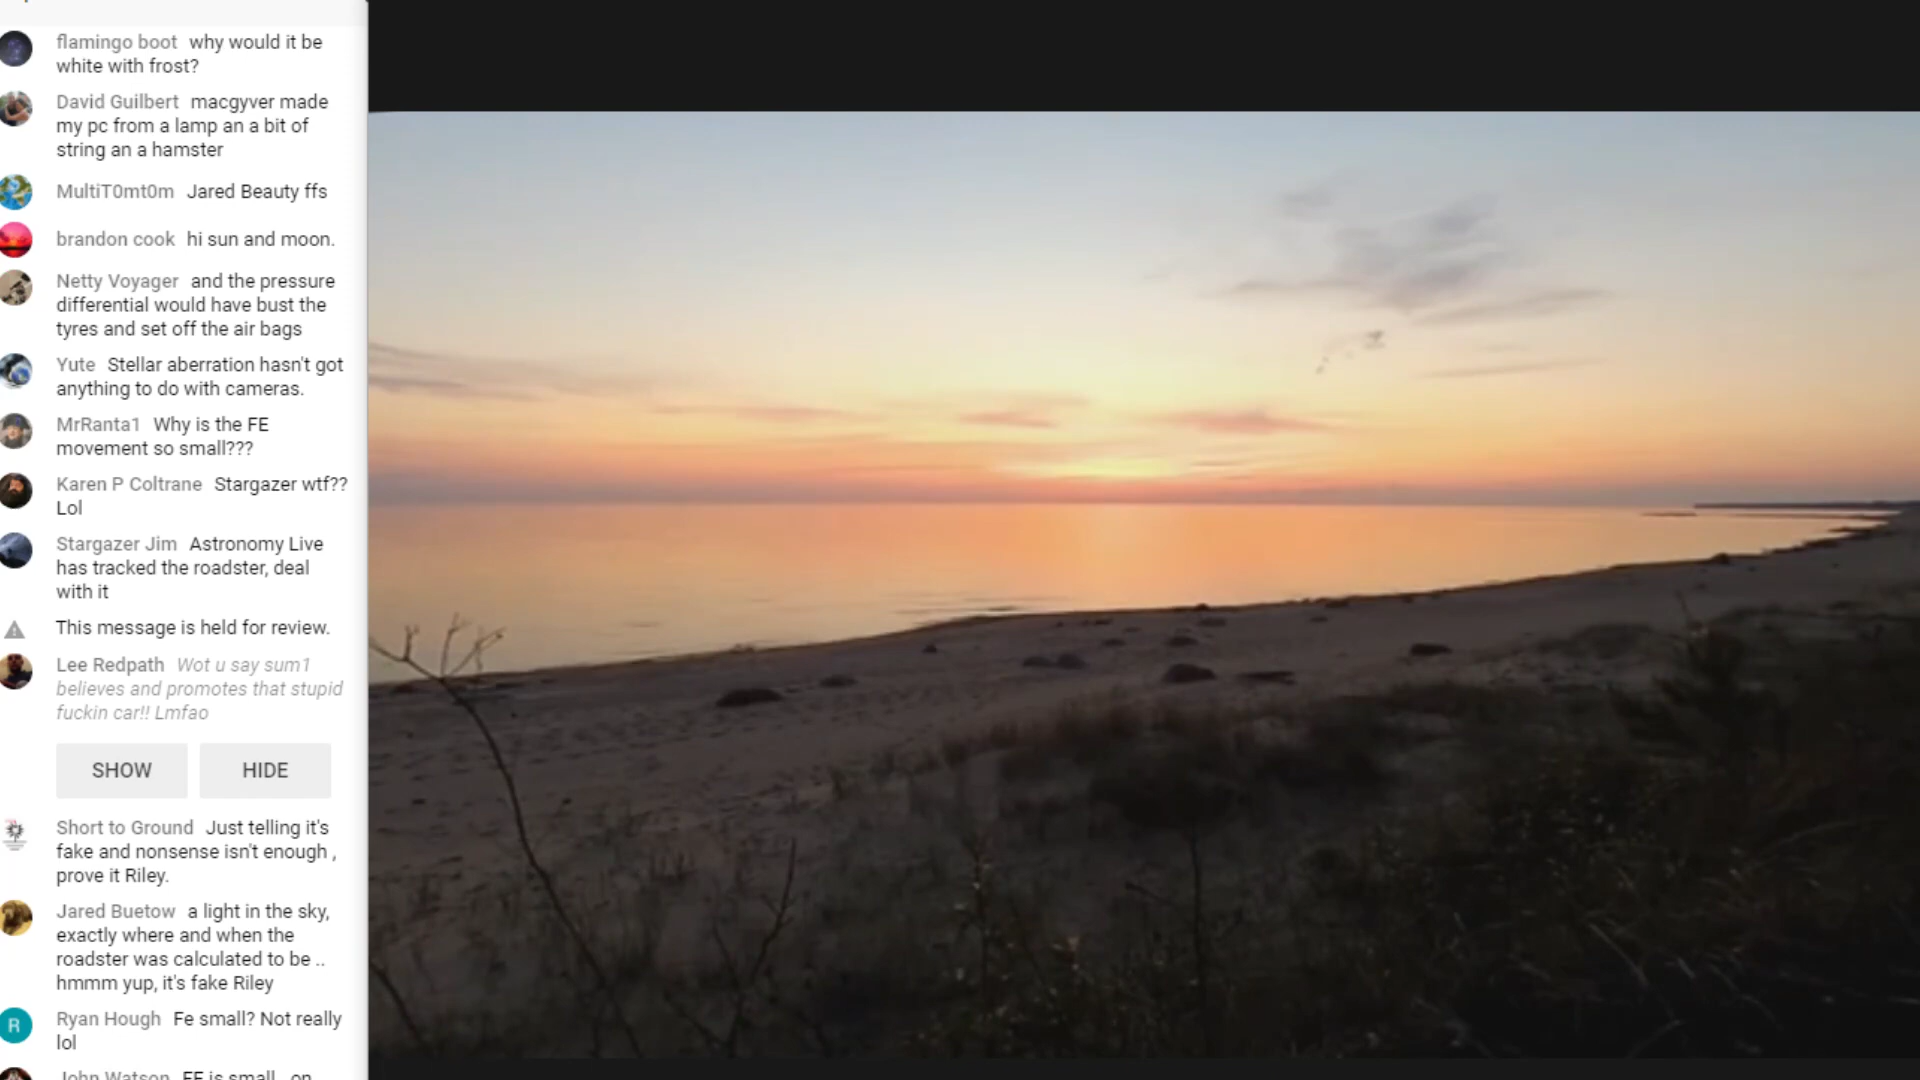 flamingo boot why would it be
white with frost?
David Guilbert macgyver made
my pc from a lamp an a bit of
string an a hamster
MultiT0mt0m Jared Beauty ffs
brandon cook hi sun and moon.
Netty Voyager and the pressure
differential would have bust the
tyres and set off the air bags
Yute Stellar aberration hasn't got
anything to do with cameras.
MrRanta1 Why is the FE
movement so small???
Karen P Coltrane Stargazer wtf??
Lol
Stargazer Jim Astronomy Live
has tracked the roadster, deal
with it
This message is held for review.
Lee Redpath Wot u say sum1
believes and promotes that stupid
fuckin car!! Lmfao
SHOW HIDE
Short to Ground Just telling it's
fake and nonsense isn't enough ,
prove it Riley.
Jared Buetow a light in the sky,
exactly where and when the
roadster was calculated to be ..
hmmm yup, it's fake Riley
R
Ryan Hough Fe small? Not really
lol
John Watson FE is small on